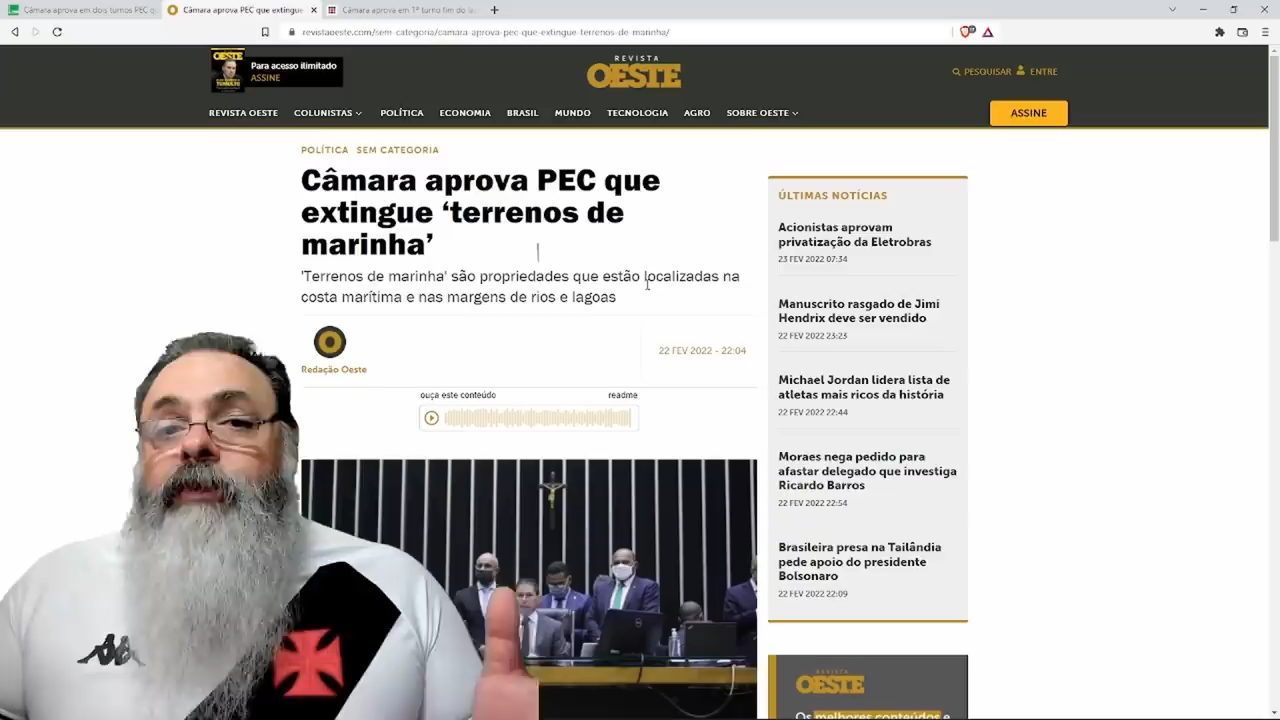 Câmara aprova em dois turnos PEC q
Câmara aprova PEC que extingue
Câmara aprova em 1º turno fim do la
revistaoeste.com/sem-categoria/camara-aprova-pec-que-extingue-terrenos-de-marinha/
OESTE
Para acesso ilimitado
ASSINE
REVISTA
OESTE
PESQUISAR
ENTRE
REVISTA OESTE
COLUNISTAS
POLÍTICA
ECONOMIA
BRASIL
MUNDO
TECNOLOGIA
AGRO
SOBRE OESTE
ASSINE
POLÍTICA SEM CATEGORIA
Câmara aprova PEC que
extingue ‘terrenos de
marinha’
'Terrenos de marinha' são propriedades que estão localizadas na
costa marítima e nas margens de rios e lagoas
Redação Oeste
22 FEV 2022 - 22:04
ouça este conteúdo
readme
ÚLTIMAS NOTÍCIAS
Acionistas aprovam
privatização da Eletrobras
23 FEV 2022 07:34
Manuscrito rasgado de Jimi
Hendrix deve ser vendido
22 FEV 2022 23:23
Michael Jordan lidera lista de
atletas mais ricos da história
22 FEV 2022 22:44
Moraes nega pedido para
afastar delegado que investiga
Ricardo Barros
22 FEV 2022 22:54
Brasileira presa na Tailândia
pede apoio do presidente
Bolsonaro
22 FEV 2022 22:09
REVISTA
OESTE
Os melhores conteúdos e